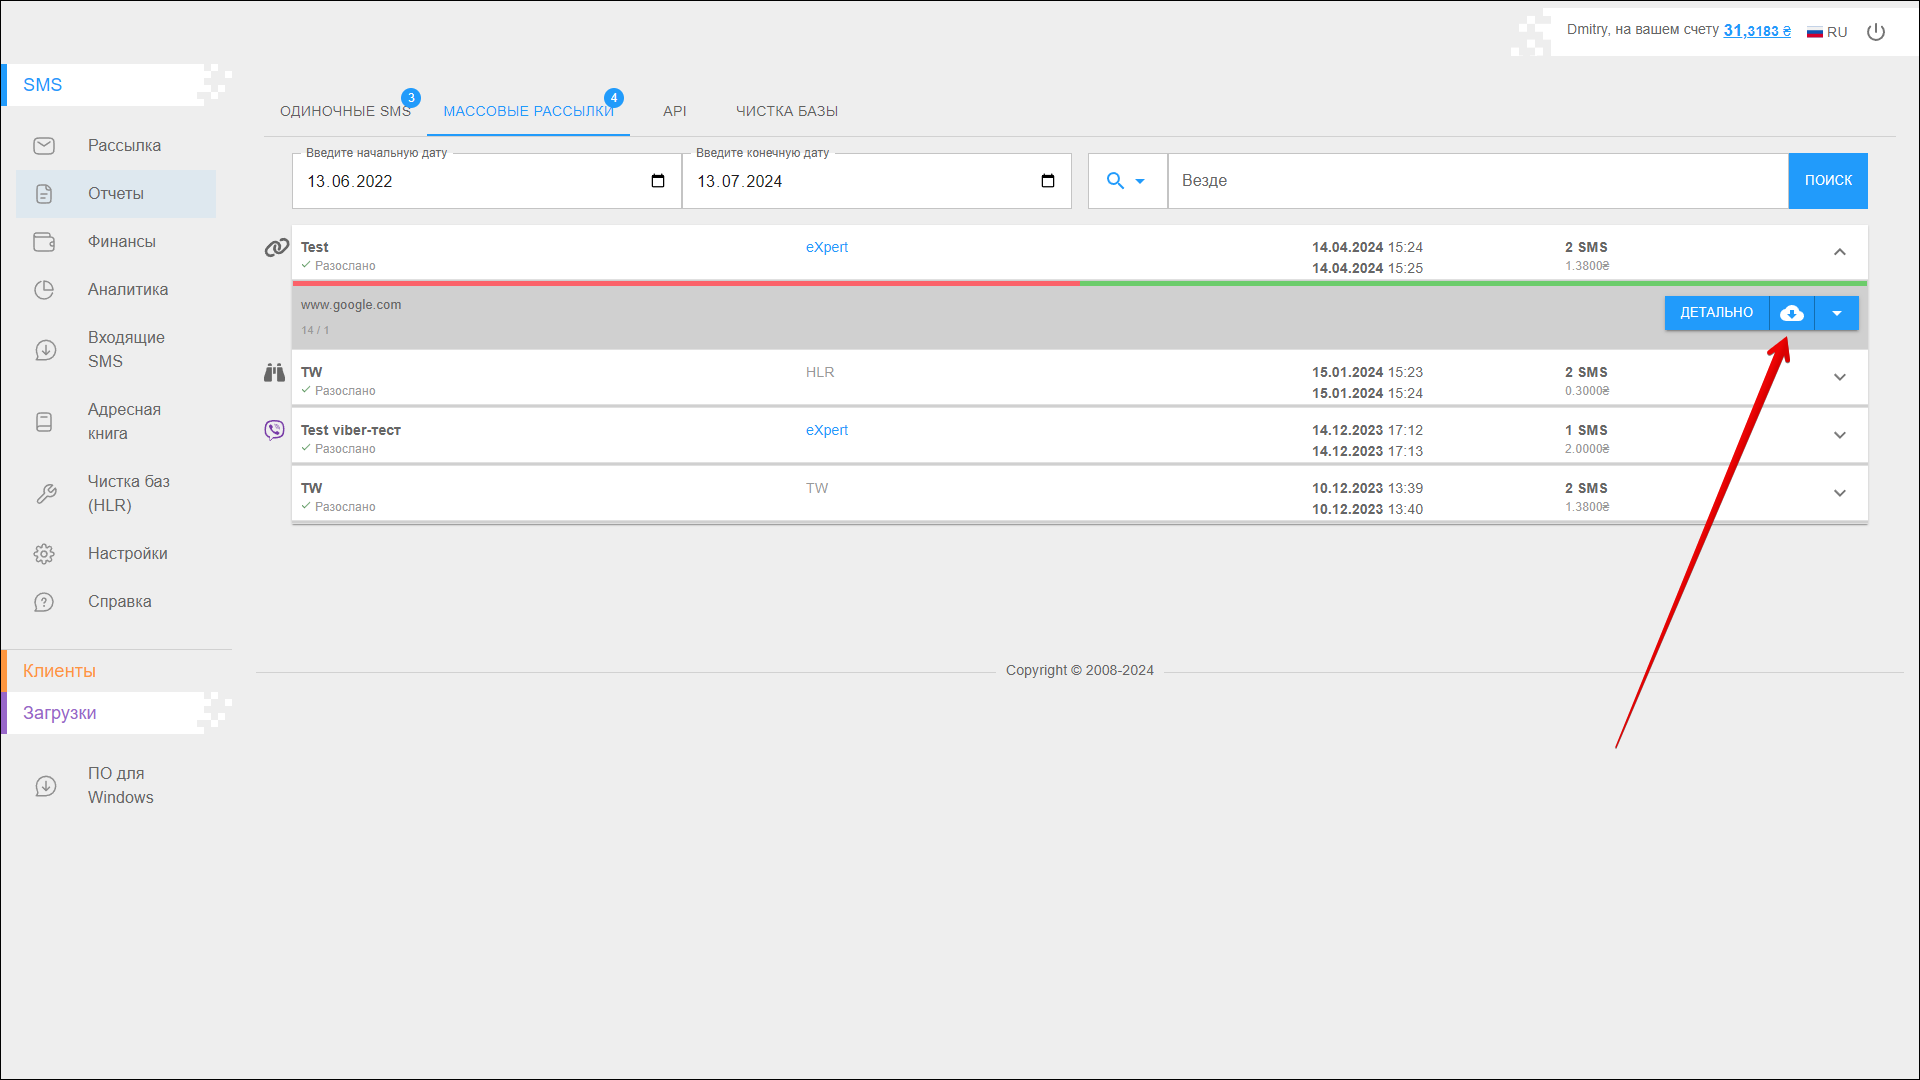 Dmitry, на вашем счету 31,3183 ₴ RU
SMS
Рассылка
Отчеты
Финансы
Аналитика
Входящие
SMS
Адресная
книга
Чистка баз
(HLR)
Настройки
Справка
Клиенты
Загрузки
ПО для
Windows
ОДИНОЧНЫЕ SMS 3 МАССОВЫЕ РАССЫЛКИ 4 API ЧИСТКА БАЗЫ
Введите начальную дату Введите конечную дату
13.06.2022 13.07.2024 Везде ПОИСК
Test eXpert 14.04.2024 15:24 2 SMS
Разослано 14.04.2024 15:25 1.3800₴
www.google.com ДЕТАЛЬНО
14 / 1
TW HLR 15.01.2024 15:23 2 SMS
Разослано 15.01.2024 15:24 0.3000₴
Test viber-тест eXpert 14.12.2023 17:12 1 SMS
Разослано 14.12.2023 17:13 2.0000₴
TW TW 10.12.2023 13:39 2 SMS
Разослано 10.12.2023 13:40 1.3800₴
Copyright © 2008-2024